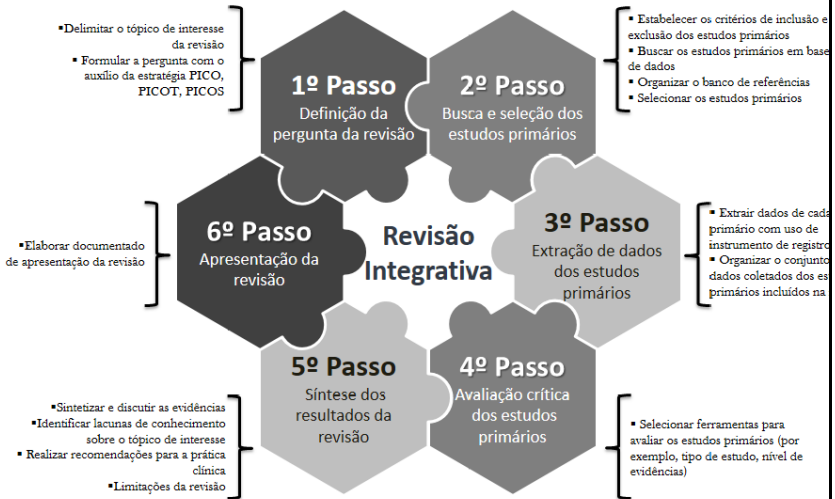 ▪Delimitar o tópico de interesse
da revisão
▪ Formular a pergunta com o
auxílio da estratégia PICO,
PICOT, PICOS
1º Passo
Definição da
pergunta da revisão
2º Passo
Busca e seleção dos
estudos primários
▪ Estabelecer os critérios de inclusão e
exclusão dos estudos primários
▪ Buscar os estudos primários em base
de dados
▪ Organizar o banco de referências
▪ Selecionar os estudos primários
6º Passo
Apresentação da
revisão
▪Elaborar documentado
de apresentação da revisão
Revisão
Integrativa
3º Passo
Extração de dados
dos estudos
primários
▪ Extrair dados de cada
primário com uso de
instrumento de registro
▪ Organizar o conjunto
dados coletados dos
primários incluídos na
5º Passo
Síntese dos
resultados da
revisão
▪Sintetizar e discutir as evidências
▪Identificar lacunas de conhecimento
sobre o tópico de interesse
▪ Realizar recomendações para a prática
clínica
▪Limitações da revisão
4º Passo
Avaliação crítica
dos estudos
primários
▪ Selecionar ferramentas para
avaliar os estudos primários (por
exemplo, tipo de estudo, nível de
evidências)